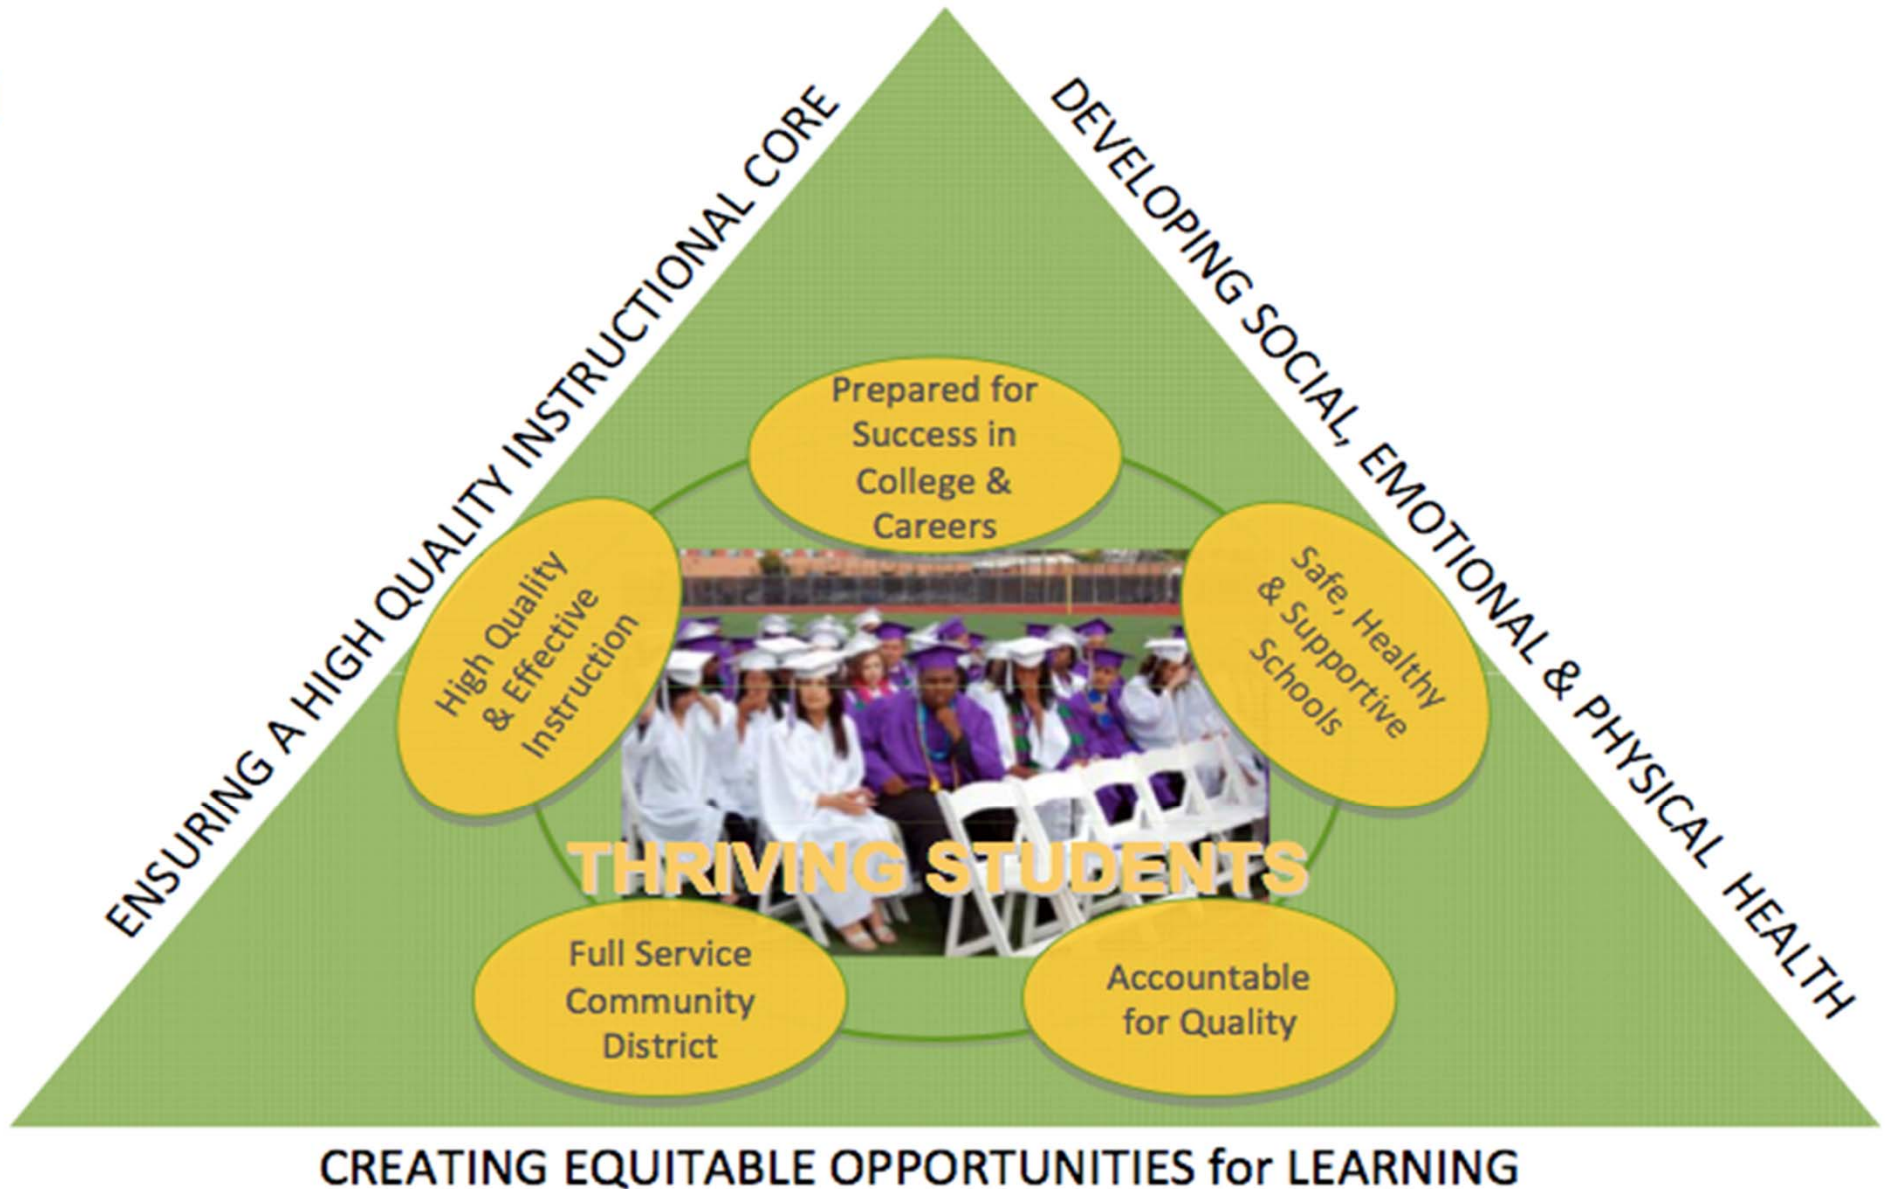 ENSURING A HIGH QUALITY INSTRUCTIONAL CORE
DEVELOPING SOCIAL, EMOTIONAL & PHYSICAL HEALTH
Prepared for
Success in
College &
Careers
High Quality
& Effective
Instruction
Safe, Healthy
& Supportive
Schools
THRIVING STUDENTS
Full Service
Community
District
Accountable
for Quality
CREATING EQUITABLE OPPORTUNITIES for LEARNING